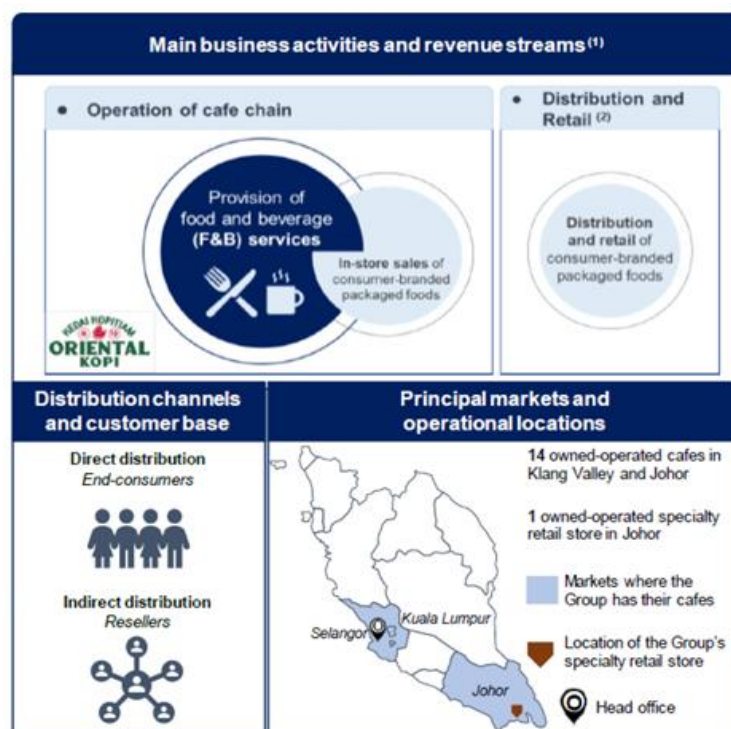 Main business activities and revenue streams (1)
● Operation of cafe chain
● Distribution and
Retail (2)
Provision of
food and beverage
(F&B) services
In-store sales of
consumer-branded
packaged foods
Distribution
and retail of
consumer-branded
packaged foods
KEDAI KOPITIAM
ORIENTAL
KOPI
Distribution channels
and customer base
Direct distribution
End-consumers
Indirect distribution
Resellers
Principal markets and
operational locations
Kuala Lumpur
Selangor
Johor
14 owned-operated cafes in
Klang Valley and Johor
1 owned-operated specialty
retail store in Johor
Markets where the
Group has their cafes
Location of the Group's
specialty retail store
Head office